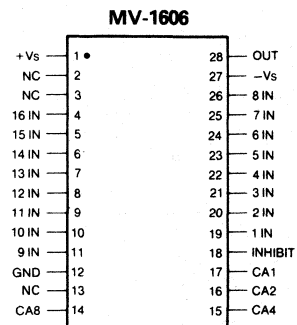 MV-1606
+Vs 1 28 OUT
NC 2 27 –Vs
NC 3 26 8 IN
16 IN 4 25 7 IN
15 IN 5 24 6 IN
14 IN 6 23 5 IN
13 IN 7 22 4 IN
12 IN 8 21 3 IN
11 IN 9 20 2 IN
10 IN 10 19 1 IN
9 IN 11 18 INHIBIT
GND 12 17 CA1
NC 13 16 CA2
CA8 14 15 CA4